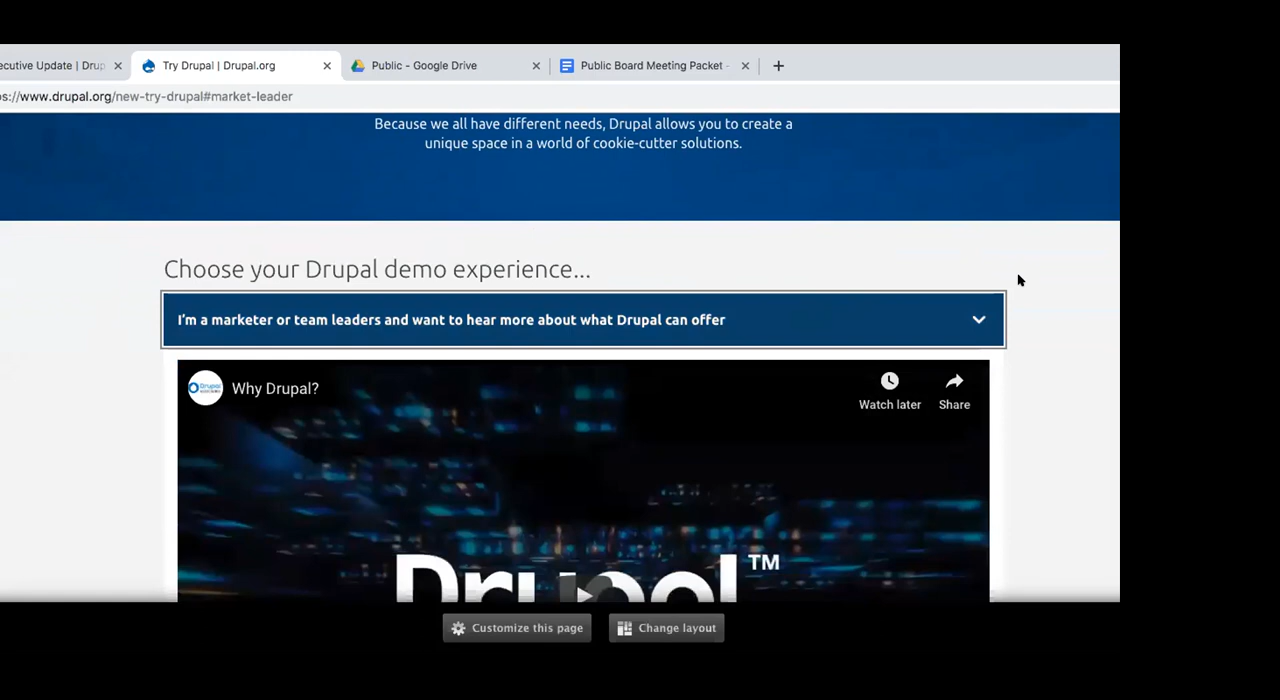 ecutive Update | Drup
Try Drupal | Drupal.org
Public - Google Drive
Public Board Meeting Packet -
s://www.drupal.org/new-try-drupal#market-leader
Because we all have different needs, Drupal allows you to create a
unique space in a world of cookie-cutter solutions.
Choose your Drupal demo experience...
I'm a marketer or team leaders and want to hear more about what Drupal can offer
Why Drupal?
Watch later
Share
Drupal™
Customize this page
Change layout